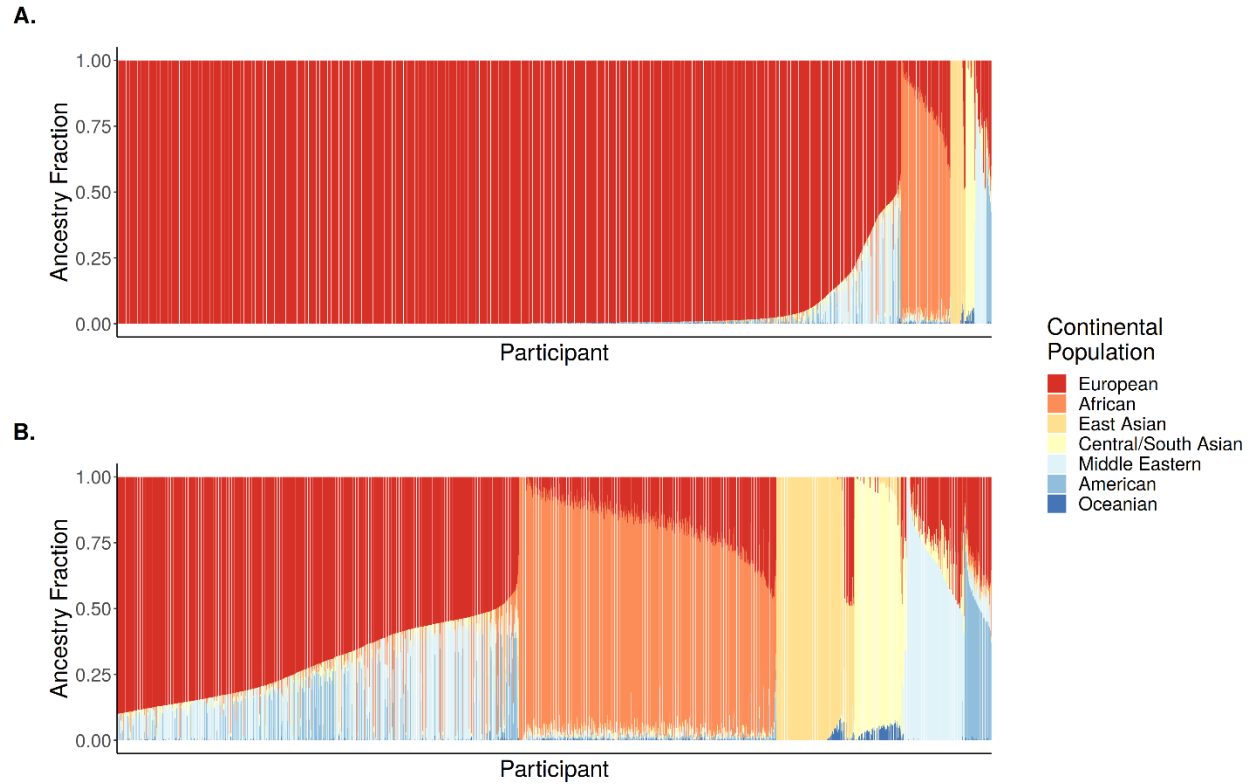 A.
1.00
0.75
0.50
0.25
0.00
Ancestry Fraction
Participant
B.
1.00
0.75
0.50
0.25
0.00
Ancestry Fraction
Participant
Continental
Population
European
African
East Asian
Central/South Asian
Middle Eastern
American
Oceanian